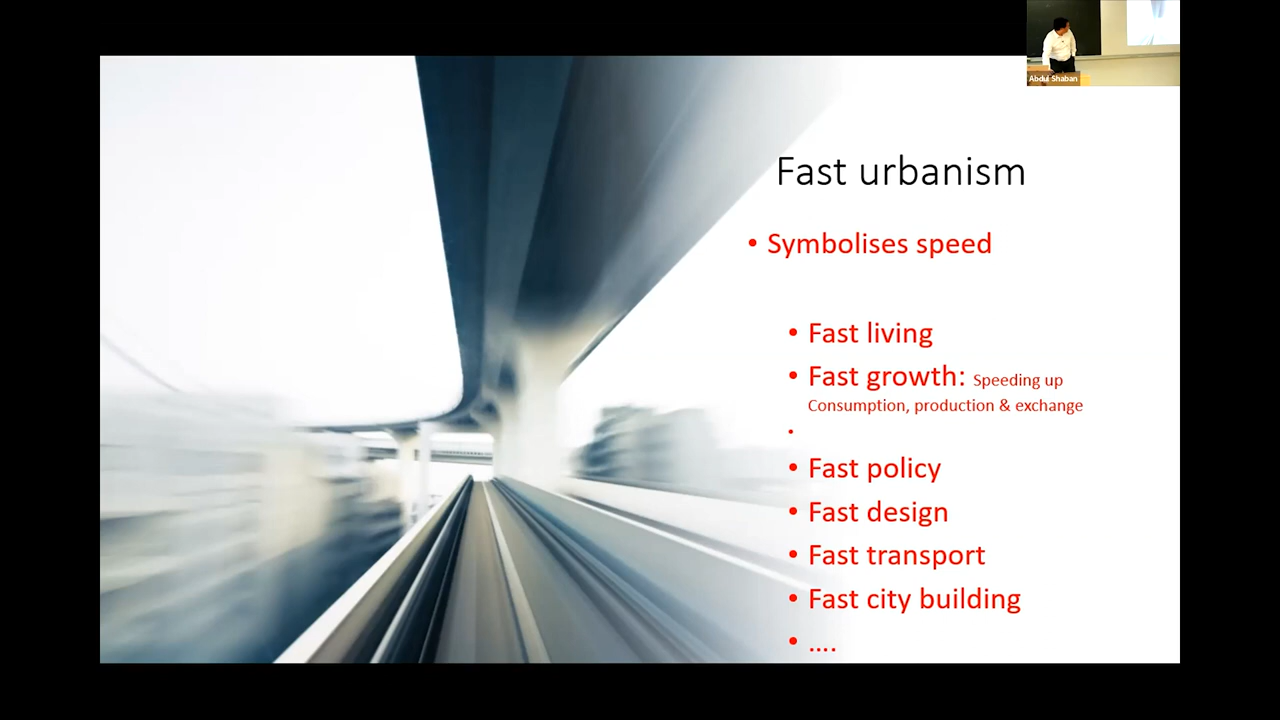 Abdul Shaban
Fast urbanism
• Symbolises speed
• Fast living
• Fast growth: Speeding up
Consumption, production & exchange
•
• Fast policy
• Fast design
• Fast transport
• Fast city building
• ....